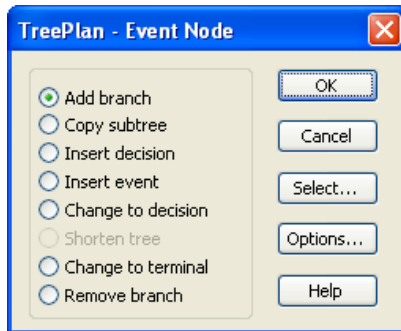 TreePlan - Event Node
Add branch
Copy subtree
Insert decision
Insert event
Change to decision
Shorten tree
Change to terminal
Remove branch
OK
Cancel
Select...
Options...
Help